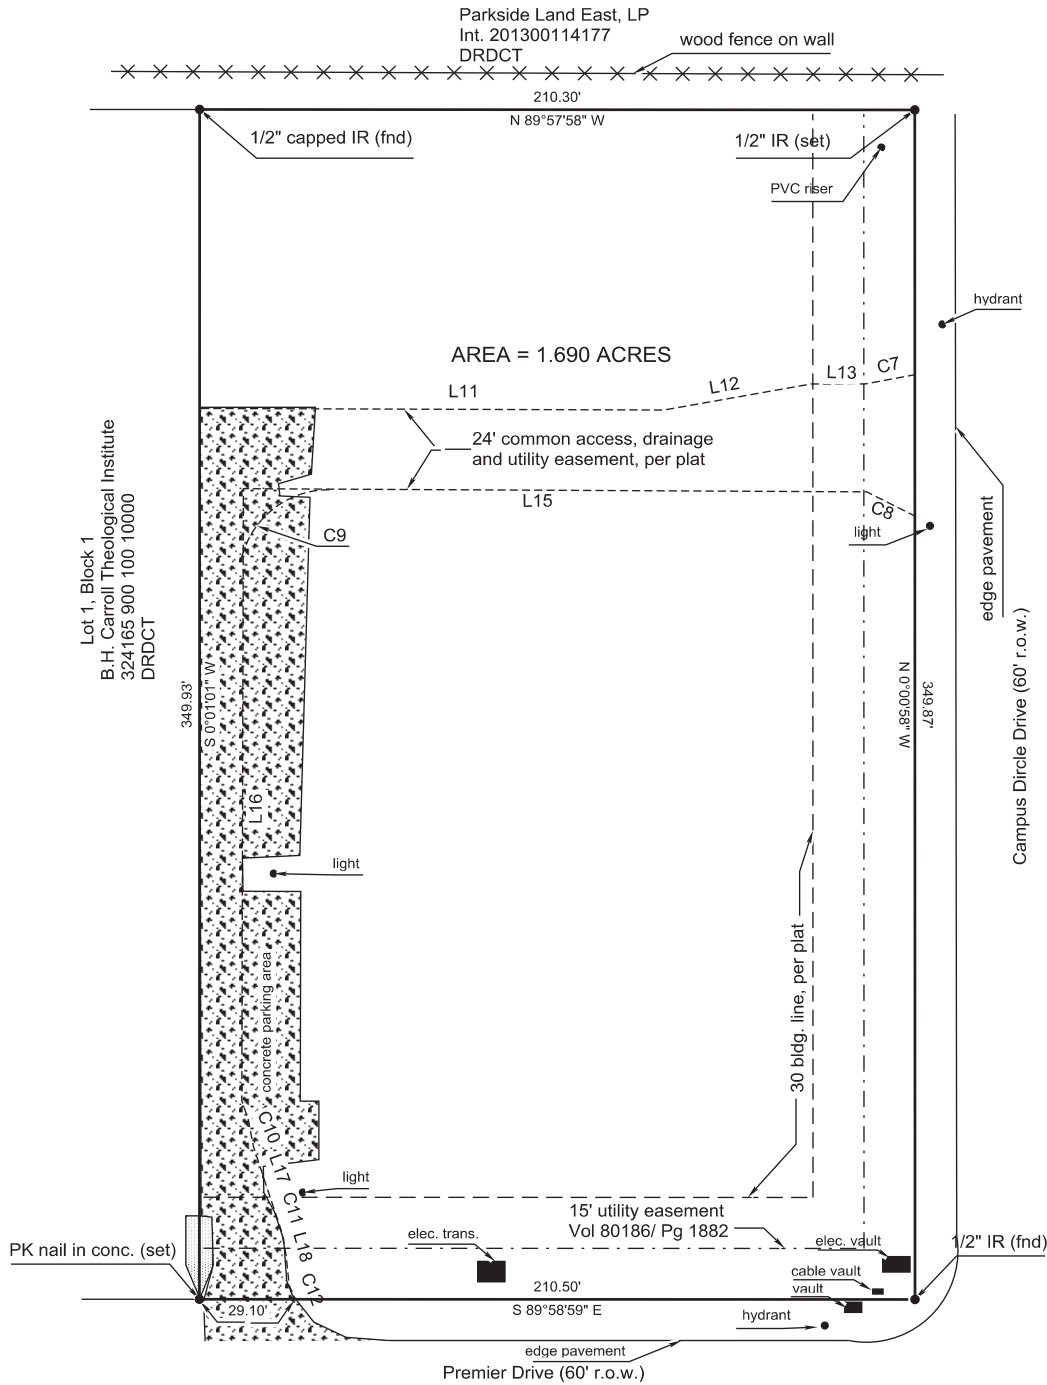 Parkside Land East, LP
Int. 201300114177
DRDCT
wood fence on wall
210.30'
N 89°57'58" W
1/2" capped IR (fnd)
1/2" IR (set)
PVC riser
hydrant
AREA = 1.690 ACRES
L11
L12
L13
C7
24' common access, drainage
and utility easement, per plat
L15
C8
light
C9
edge pavement
Campus Dircle Drive (60' r.o.w.)
Lot 1, Block 1
B.H. Carroll Theological Institute
324165 900 100 10000
DRDCT
349.93'
S 0°01'01" W
N 0°00'58" W
349.87'
L16
light
concrete parking area
30 bldg. line, per plat
C10
L17
C11
L18
C12
light
15' utility easement
Vol 80186/ Pg 1882
elec. trans.
elec. vault
cable vault
vault
PK nail in conc. (set)
1/2" IR (fnd)
29.10'
210.50'
S 89°58'59" E
hydrant
edge pavement
Premier Drive (60' r.o.w.)